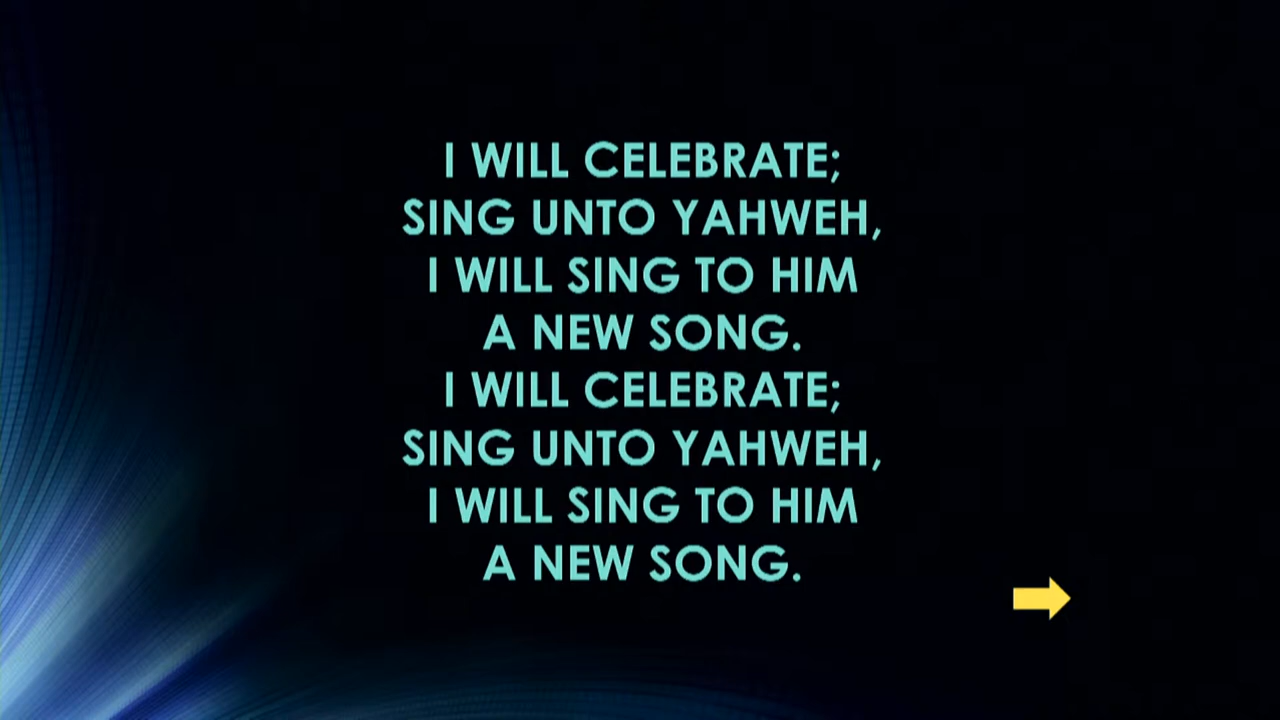 I WILL CELEBRATE;
SING UNTO YAHWEH,
I WILL SING TO HIM
A NEW SONG.
I WILL CELEBRATE;
SING UNTO YAHWEH,
I WILL SING TO HIM
A NEW SONG.